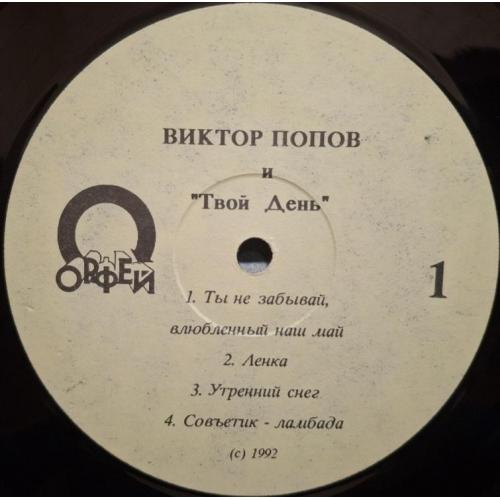 ВИКТОР ПОПОВ
и
"Твой День"
ОРФЕЙ
1
1. Ты не забывай,
влюбленный наш май
2. Ленка
3. Утренний снег
4. Совъетик - ламбада
(с) 1992